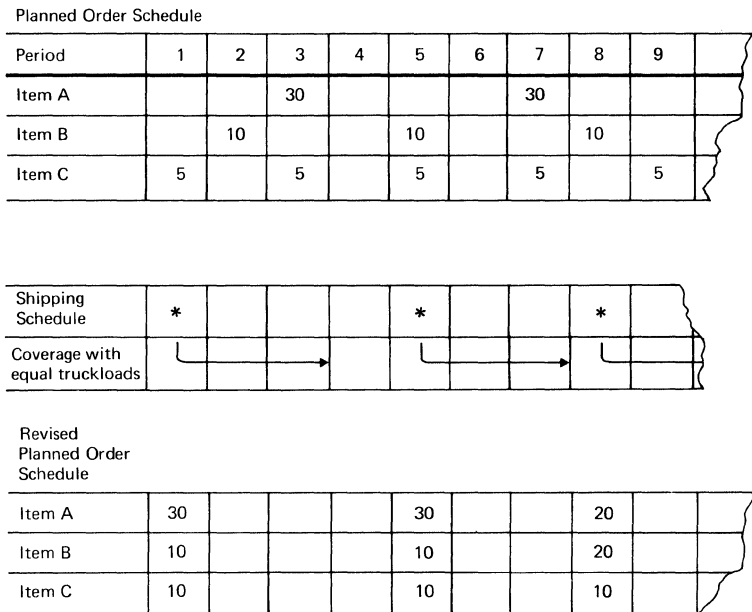 Planned Order Schedule
Period 1 2 3 4 5 6 7 8 9
Item A 30 30
Item B 10 10 10
Item C 5 5 5 5 5
Shipping
Schedule * * *
Coverage with
equal truckloads
Revised
Planned Order
Schedule
Item A 30 30 20
Item B 10 10 20
Item C 10 10 10